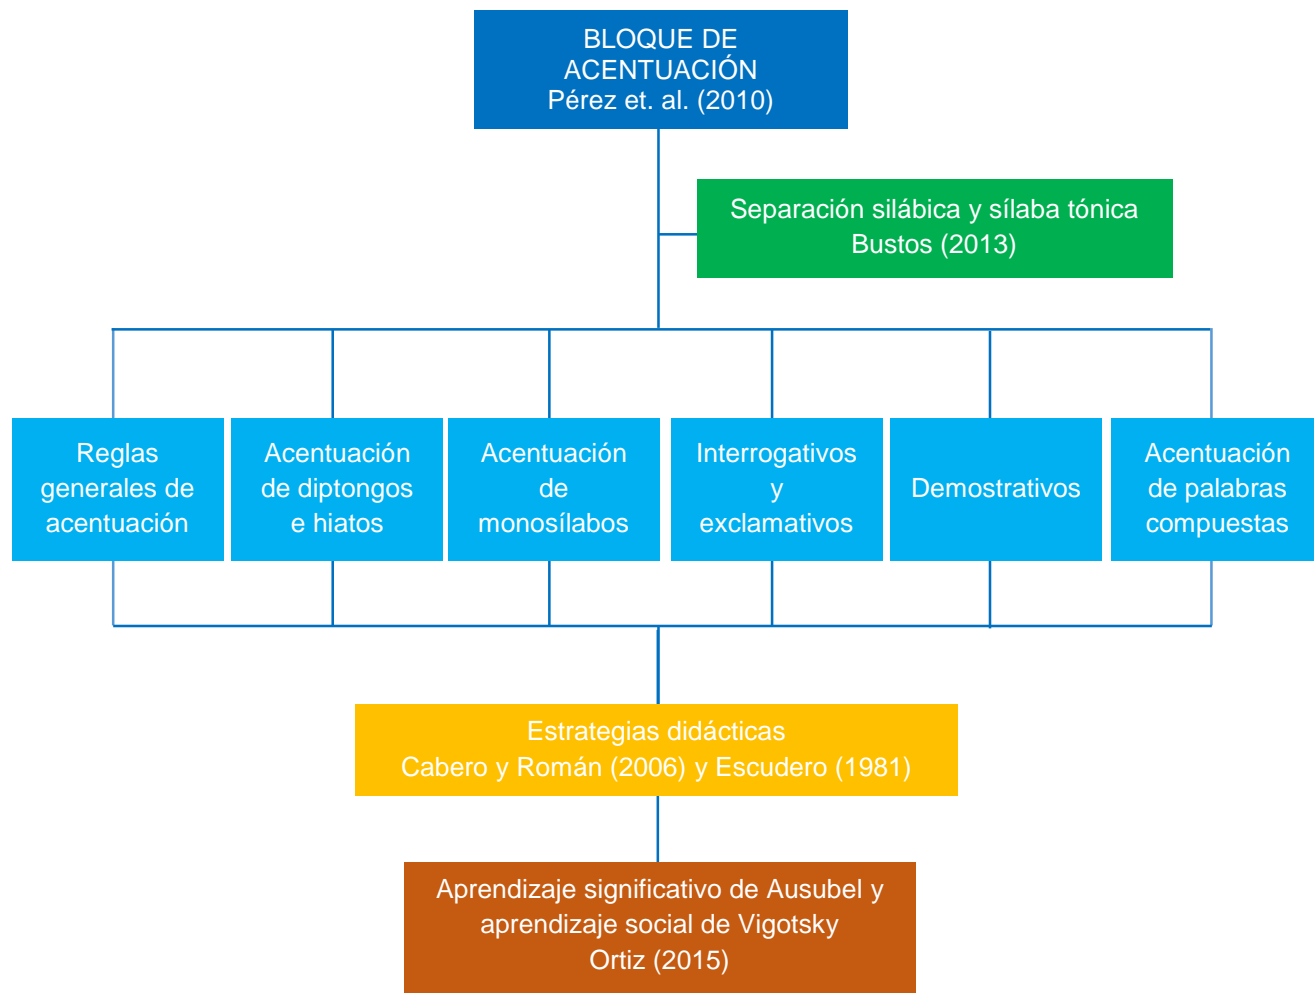 BLOQUE DE
ACENTUACIÓN
Pérez et. al. (2010)
Separación silábica y sílaba tónica
Bustos (2013)
Reglas
generales de
acentuación
Acentuación
de diptongos
e hiatos
Acentuación
de
monosílabos
Interrogativos
y
exclamativos
Demostrativos
Acentuación
de palabras
compuestas
Estrategias didácticas
Cabero y Román (2006) y Escudero (1981)
Aprendizaje significativo de Ausubel y
aprendizaje social de Vigotsky
Ortiz (2015)